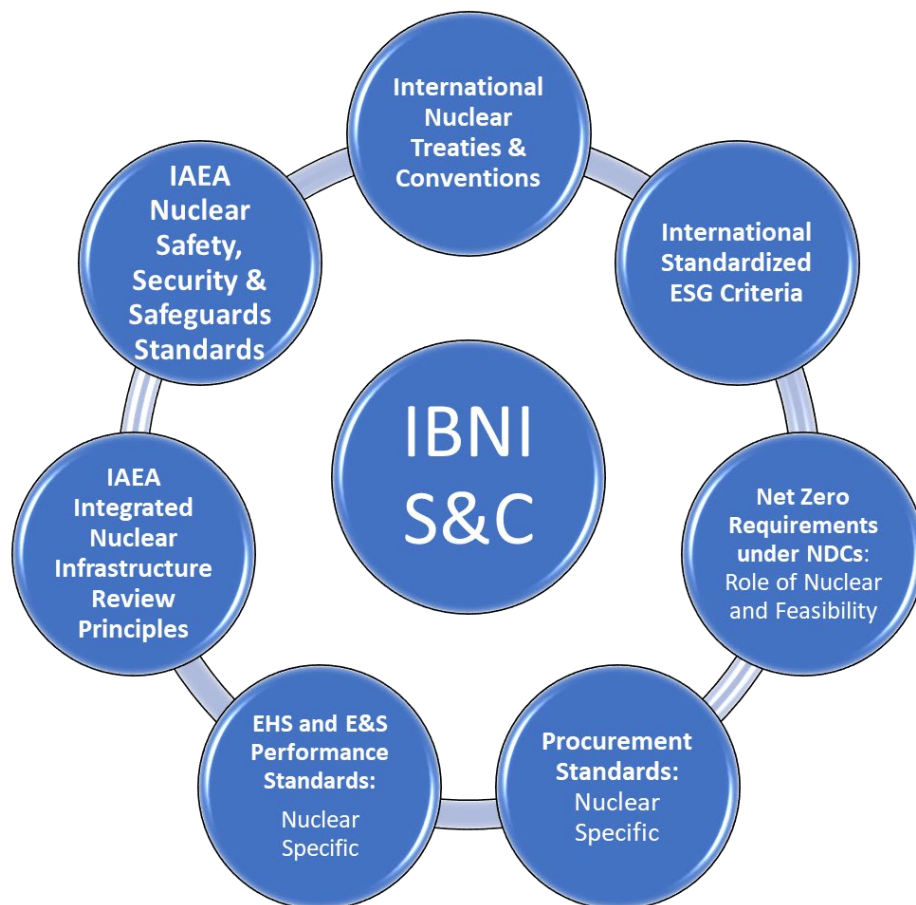 International
Nuclear
Treaties &
Conventions
International
Standardized
ESG Criteria
Net Zero
Requirements
under NDCs:
Role of Nuclear
and Feasibility
Procurement
Standards:
Nuclear
Specific
EHS and E&S
Performance
Standards:
Nuclear
Specific
IAEA
Integrated
Nuclear
Infrastructure
Review
Principles
IAEA
Nuclear
Safety,
Security &
Safeguards
Standards
IBNI
S&C